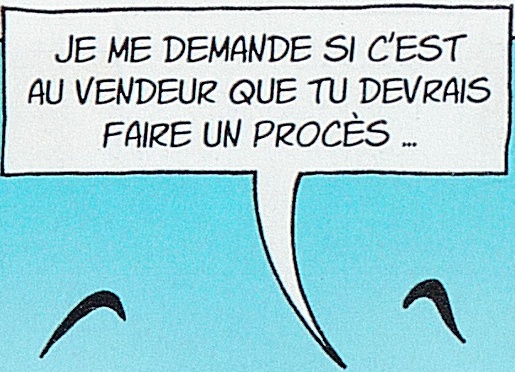 JE ME DEMANDE SI C'EST
AU VENDEUR QUE TU DEVRAIS
FAIRE UN PROCÈS ...